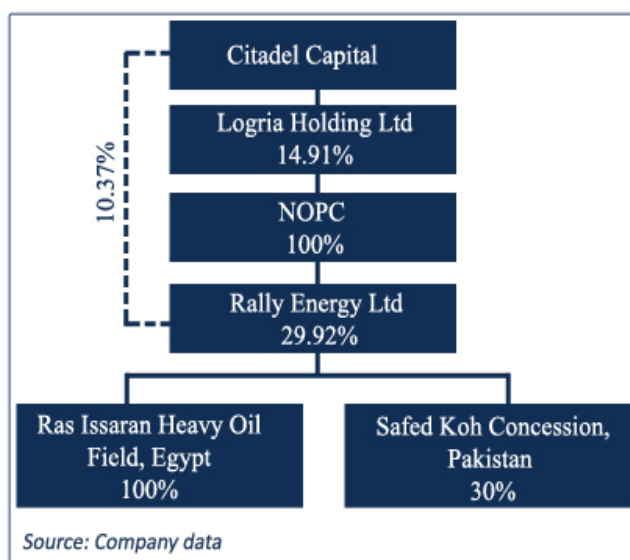 Citadel Capital
Logria Holding Ltd
14.91%
10.37%
NOPC
100%
Rally Energy Ltd
29.92%
Ras Issaran Heavy Oil
Field, Egypt
100%
Safed Koh Concession,
Pakistan
30%
Source: Company data